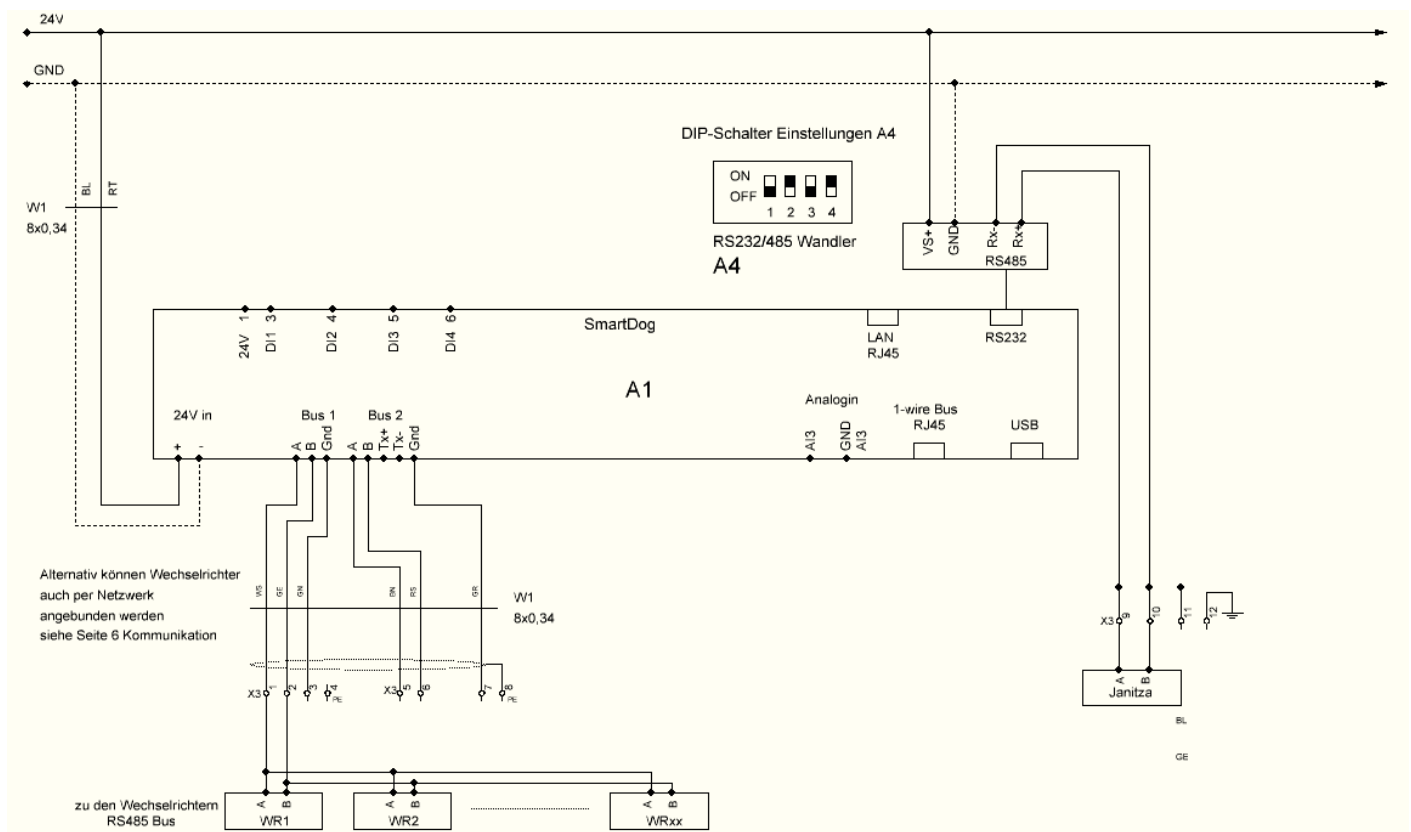 24V
GND
DIP-Schalter Einstellungen A4
ON
OFF
1 2 3 4
RS232/485 Wandler
A4
BL
RT
W1
8x0,34
VS+
GND
Rx-
Rx+
RS485
24V 1
DI1 3
DI2 4
DI3 5
DI4 6
SmartDog
LAN
RJ45
RS232
A1
24V in
+
-
Bus 1
A
B
Gnd
Bus 2
A
B
Tx+
Tx-
Gnd
Analogin
AI3
GND
AI3
1-wire Bus
RJ45
USB
Alternativ können Wechselrichter
auch per Netzwerk
angebunden werden
siehe Seite 6 Kommunikation
WS
GE
GN
BN
RS
GR
W1
8x0,34
X3
1
2
3
4
PE
X3
5
6
7
8
PE
X3
9
10
11
12
A
B
Janitza
BL
GE
zu den Wechselrichtern
RS485 Bus
A
B
WR1
A
B
WR2
A
B
WRxx